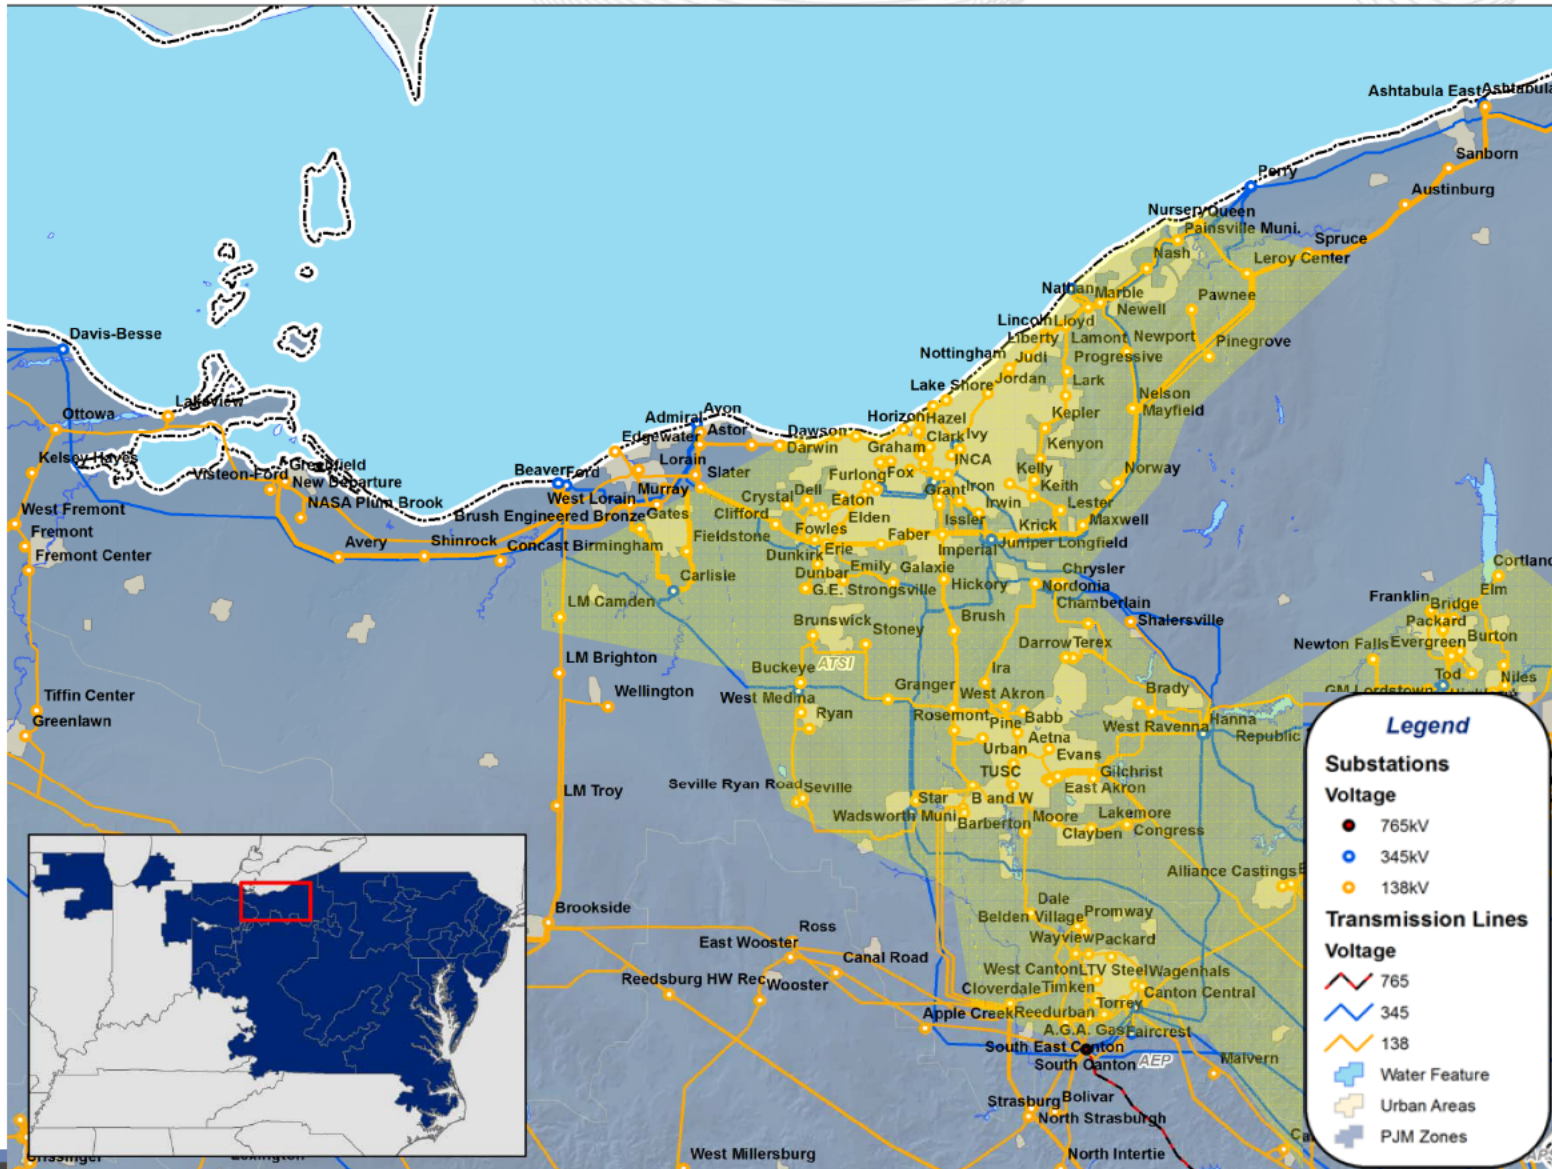 Ashtabula East
Ashtabula
Sanborn
Perry
Austinburg
Nursery
Queen
Painsville Muni.
Spruce
Nash
Leroy Center
Nathan
Marble
Pawnee
Newell
Lincoln
Lloyd
Liberty
Lamont
Newport
Davis-Besse
Nottingham
Judi
Progressive
Pinegrove
Jordan
Lark
Lake Shore
Nelson
Lakeview
Ottowa
Admiral
Avon
Horizon
Hazel
Kepler
Mayfield
Edgewater
Astor
Dawson
Darwin
Clark
Ivy
Kenyon
Graham
INCA
Kelsey Hayes
Greenfield
Visteon-Ford
New Departure
Beaver
Ford
Lorain
Slater
Furlong
Fox
Kelly
Norway
NASA Plum Brook
West Lorain
Murray
Crystal
Dell
Eaton
Grant
Iron
Keith
West Fremont
Brush Engineered Bronze
Gates
Clifford
Elden
Irwin
Lester
Fremont
Fowles
Issler
Krick
Maxwell
Avery
Shinrock
Concast Birmingham
Fieldstone
Faber
Imperial
Juniper
Longfield
Fremont Center
Dunkirk
Erie
Emily
Galaxie
Chrysler
Cortland
Carlisle
Dunbar
Hickory
Nordonia
Elm
G.E. Strongsville
Franklin
LM Camden
Chamberlain
Bridge
Brunswick
Stoney
Brush
Shalersville
Packard
Darrow
Terex
Newton Falls
Evergreen
Burton
LM Brighton
Buckeye
ATSI
Ira
Tod
Niles
Wellington
West Medina
Granger
West Akron
Brady
GM Lordstown
Tiffin Center
Ryan
Rosemont
Pine
Babb
West Ravenna
Hanna
Greenlawn
Aetna
Republic
Urban
Evans
TUSC
Gilchrist
LM Troy
Seville Ryan Road
Seville
Star
B and W
East Akron
Wadsworth Muni
Barberton
Moore
Lakemore
Clayben
Congress
Alliance Castings
Brookside
Dale
Belden Village
Promway
Ross
Wayview
Packard
East Wooster
Canal Road
West Canton
LTV Steel
Wagenhals
Reedsburg HW Rec
Wooster
Cloverdale
Timken
Canton Central
Apple Creek
Reedurban
Torrey
A.G.A. Gas
Faircrest
South East Canton
South Canton
AEP
Malvern
Strasburg
Bolivar
North Strasburgh
West Millersburg
North Intertie
Legend
Substations
Voltage
765kV
345kV
138kV
Transmission Lines
Voltage
765
345
138
Water Feature
Urban Areas
PJM Zones